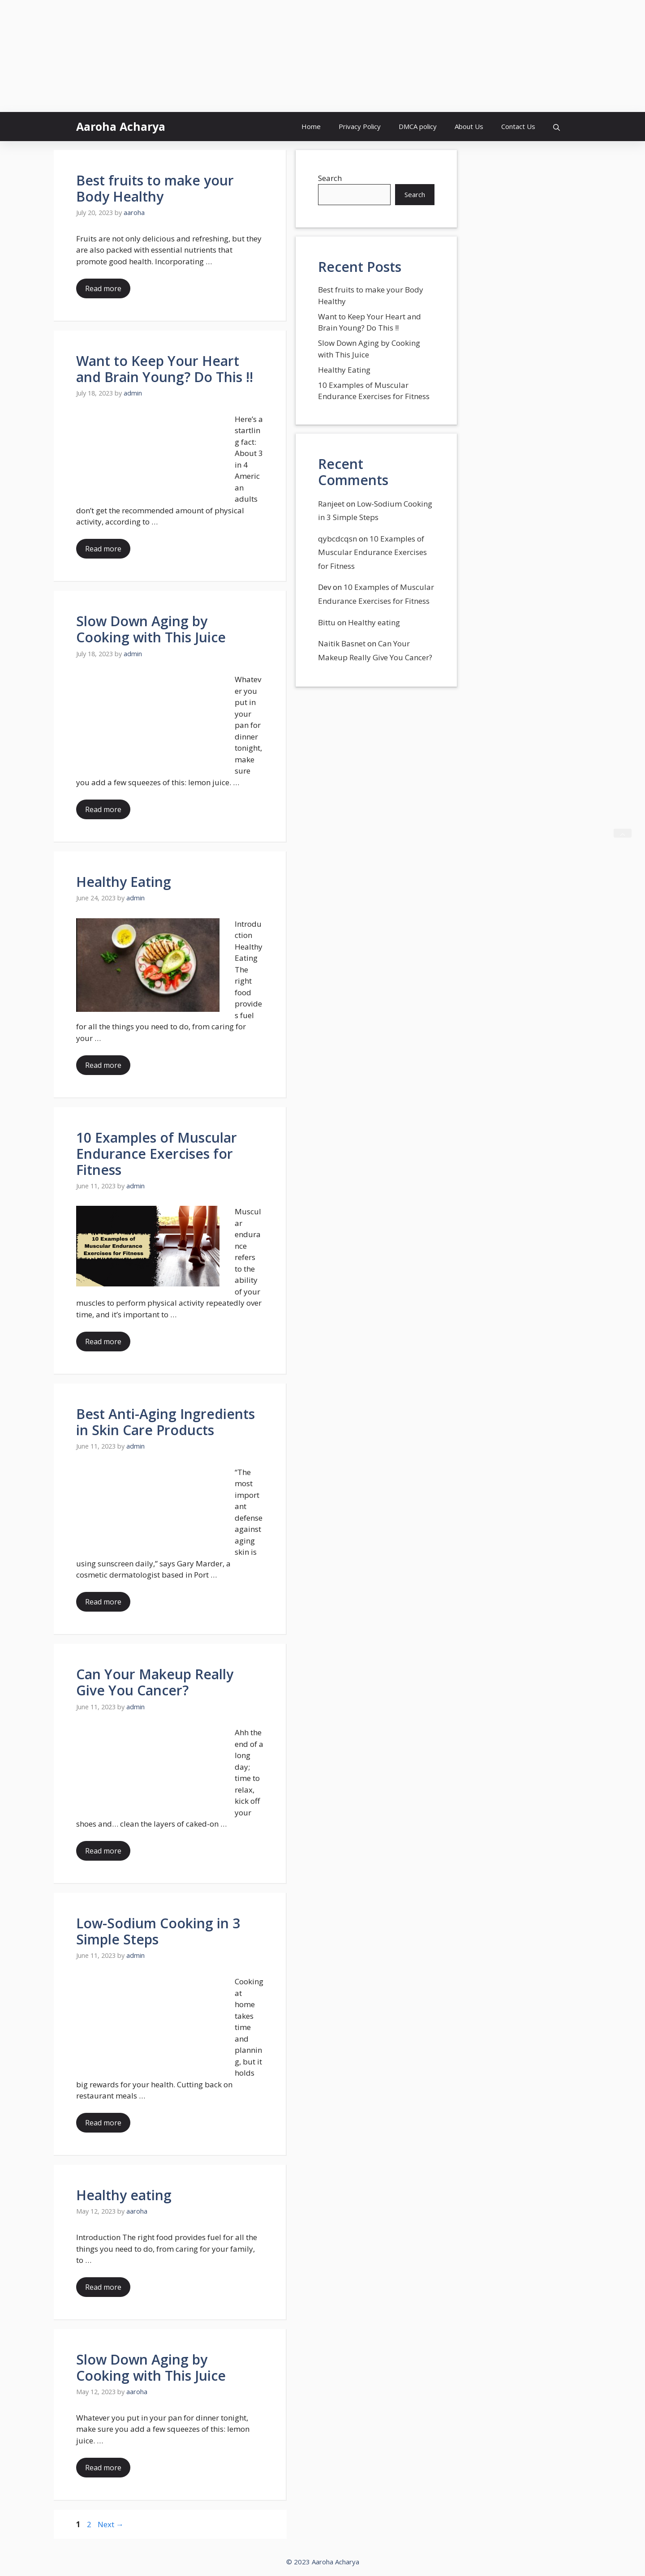 Aaroha Acharya
Home Privacy Policy DMCA policy About Us Contact Us
Best fruits to make your
Body Healthy
July 20, 2023 by aaroha
Fruits are not only delicious and refreshing, but they
are also packed with essential nutrients that
promote good health. Incorporating …
Read more
Want to Keep Your Heart
and Brain Young? Do This !!
July 18, 2023 by admin
Here’s a
startlin
g fact:
About 3
in 4
Americ
an
adults
don’t get the recommended amount of physical
activity, according to …
Read more
Slow Down Aging by
Cooking with This Juice
July 18, 2023 by admin
Whatev
er you
put in
your
pan for
dinner
tonight,
make
sure
you add a few squeezes of this: lemon juice. …
Read more
Healthy Eating
June 24, 2023 by admin
Introdu
ction
Healthy
Eating
The
right
food
provide
s fuel
for all the things you need to do, from caring for
your …
Read more
10 Examples of Muscular
Endurance Exercises for
Fitness
June 11, 2023 by admin
10 Examples of
Muscular Endurance
Exercises for Fitness
Muscul
ar
endura
nce
refers
to the
ability
of your
muscles to perform physical activity repeatedly over
time, and it’s important to …
Read more
Best Anti-Aging Ingredients
in Skin Care Products
June 11, 2023 by admin
“The
most
import
ant
defense
against
aging
skin is
using sunscreen daily,” says Gary Marder, a
cosmetic dermatologist based in Port …
Read more
Can Your Makeup Really
Give You Cancer?
June 11, 2023 by admin
Ahh the
end of a
long
day;
time to
relax,
kick off
your
shoes and… clean the layers of caked-on …
Read more
Low-Sodium Cooking in 3
Simple Steps
June 11, 2023 by admin
Cooking
at
home
takes
time
and
plannin
g, but it
holds
big rewards for your health. Cutting back on
restaurant meals …
Read more
Healthy eating
May 12, 2023 by aaroha
Introduction The right food provides fuel for all the
things you need to do, from caring for your family,
to …
Read more
Slow Down Aging by
Cooking with This Juice
May 12, 2023 by aaroha
Whatever you put in your pan for dinner tonight,
make sure you add a few squeezes of this: lemon
juice. …
Read more
1 2 Next →
Search
Search
Recent Posts
Best fruits to make your Body
Healthy
Want to Keep Your Heart and
Brain Young? Do This !!
Slow Down Aging by Cooking
with This Juice
Healthy Eating
10 Examples of Muscular
Endurance Exercises for Fitness
Recent
Comments
Ranjeet on Low-Sodium Cooking
in 3 Simple Steps
qybcdcqsn on 10 Examples of
Muscular Endurance Exercises
for Fitness
Dev on 10 Examples of Muscular
Endurance Exercises for Fitness
Bittu on Healthy eating
Naitik Basnet on Can Your
Makeup Really Give You Cancer?
© 2023 Aaroha Acharya